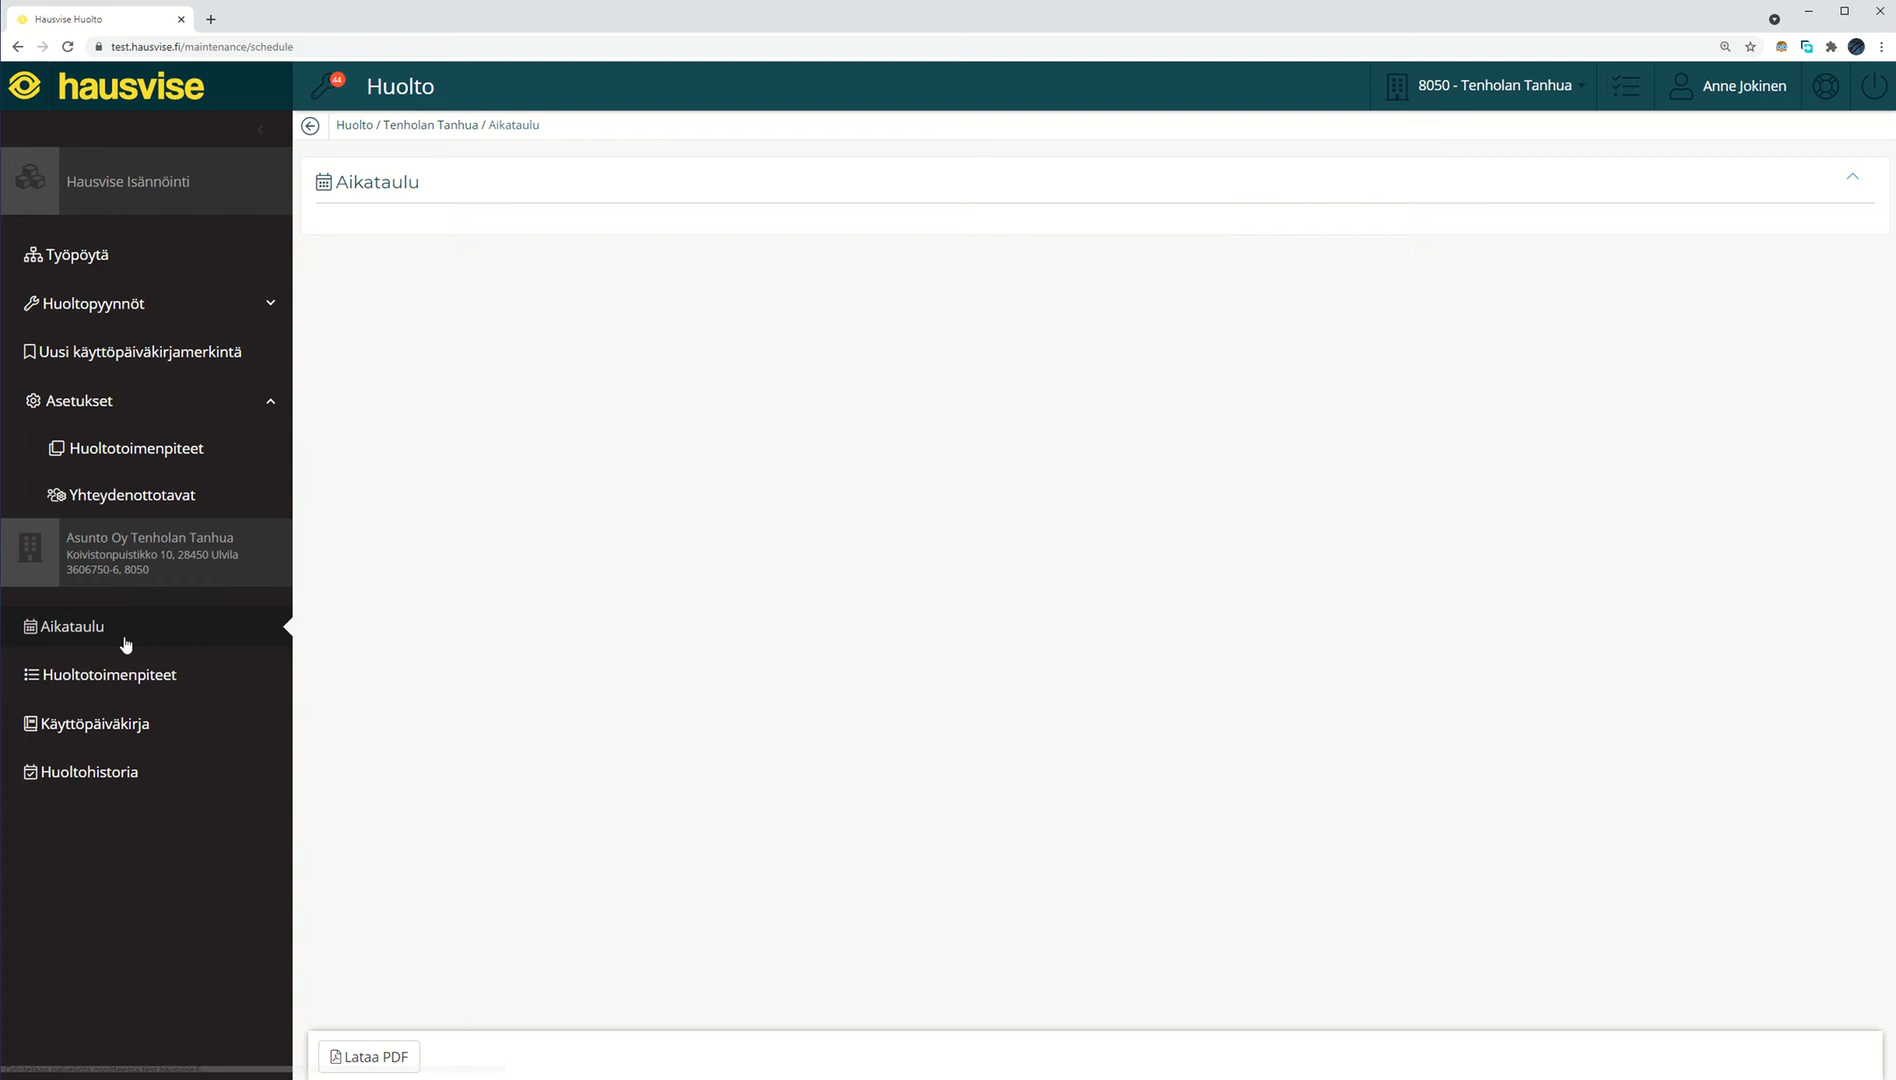 Hausvise Huolto
test.hausvise.fi/maintenance/schedule
hausvise
44
Huolto
8050 - Tenholan Tanhua
Anne Jokinen
Huolto / Tenholan Tanhua / Aikataulu
Hausvise Isännöinti
Aikataulu
Työpöytä
Huoltopyynnöt
Uusi käyttöpäiväkirjamerkintä
Asetukset
Huoltotoimenpiteet
Yhteydenottotavat
Asunto Oy Tenholan Tanhua
Koivistonpuistikko 10, 28450 Ulvila
3606750-6, 8050
Aikataulu
Huoltotoimenpiteet
Käyttöpäiväkirja
Huoltohistoria
Lataa PDF